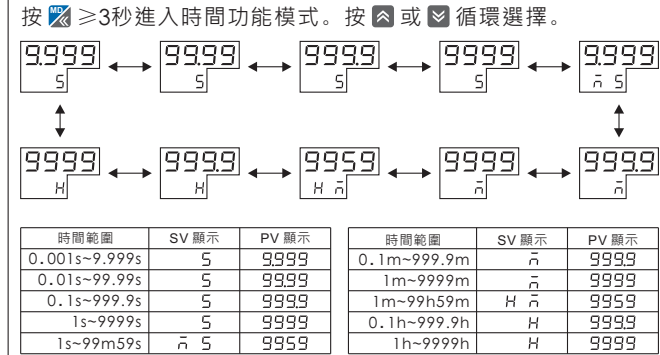 按 MD ≥3秒進入時間功能模式。按 或 循環選擇。
9.999 99.99 999.9 9999 9.999
S S S S n̄ S
9999 999.9 9959 9999 999.9
H H H n̄ n̄ n̄
時間範圍 SV 顯示 PV 顯示 時間範圍 SV 顯示 PV 顯示
0.001s~9.999s S 9.999 0.1m~999.9m n̄ 999.9
0.01s~99.99s S 99.99 1m~9999m n̄ 9999
0.1s~999.9s S 999.9 1m~99h59m H n̄ 9959
1s~9999s S 9999 0.1h~999.9h H 999.9
1s~99m59s n̄ S 9959 1h~9999h H 9999